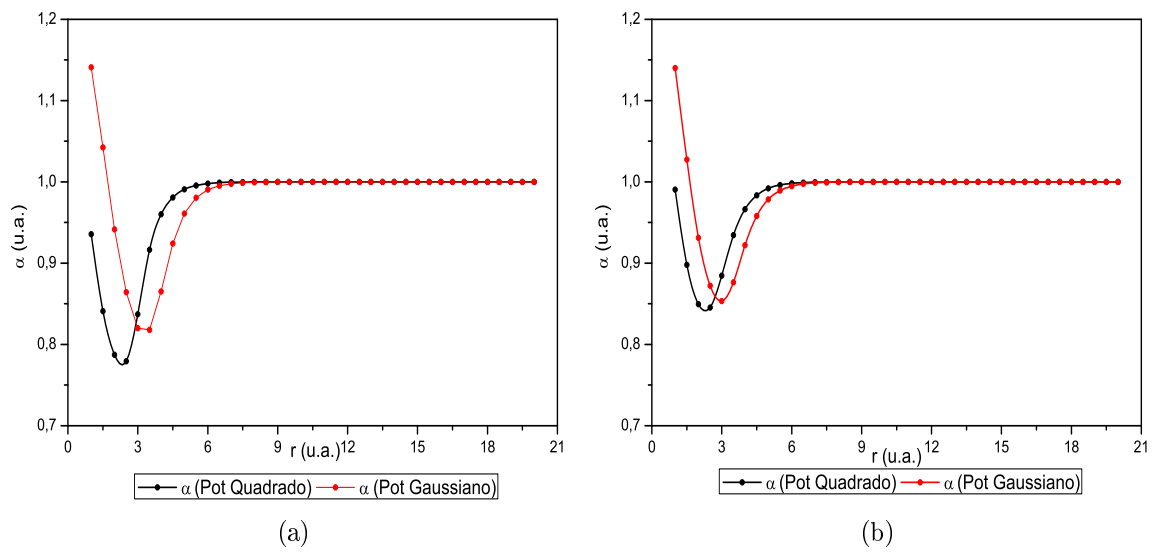 1,2
1,1
1,0
0,9
0,8
0,7
α (u.a.)
0 3 6 9 12 15 18 21
r (u.a.)
α (Pot Quadrado) α (Pot Gaussiano)
(a)
1,2
1,1
1,0
0,9
0,8
0,7
α (u.a.)
0 3 6 9 12 15 18 21
r (u.a.)
α (Pot Quadrado) α (Pot Gaussiano)
(b)